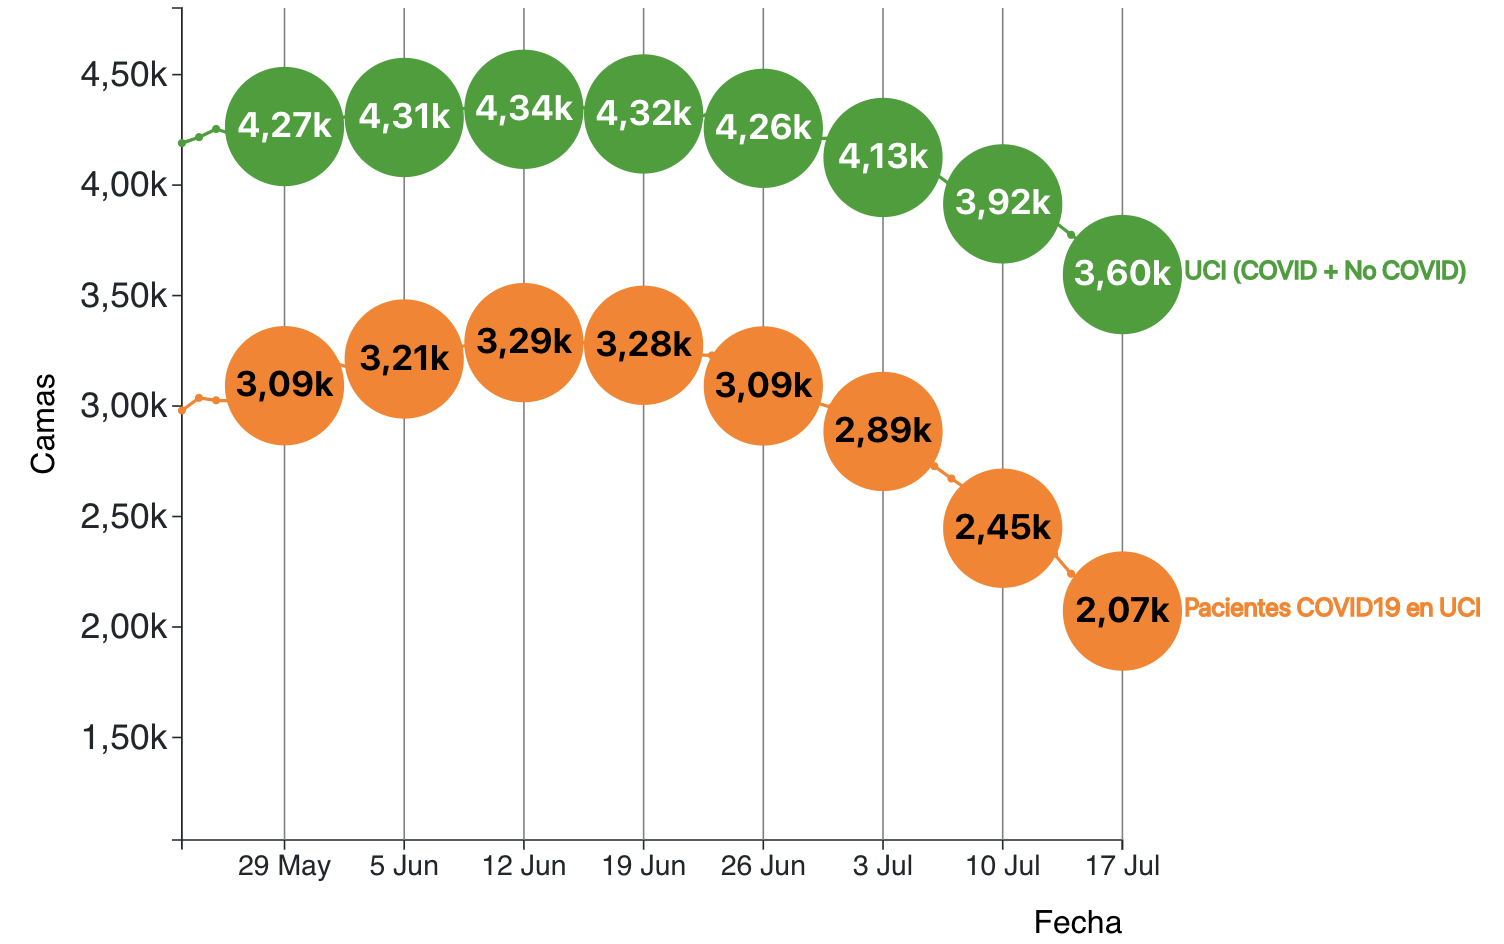 4,50k
4,00k
3,50k
3,00k
2,50k
2,00k
1,50k
Camas
4,27k 4,31k 4,34k 4,32k 4,26k 4,13k 3,92k 3,60k
UCI (COVID + No COVID)
3,09k 3,21k 3,29k 3,28k 3,09k 2,89k 2,45k 2,07k
Pacientes COVID19 en UCI
29 May 5 Jun 12 Jun 19 Jun 26 Jun 3 Jul 10 Jul 17 Jul
Fecha